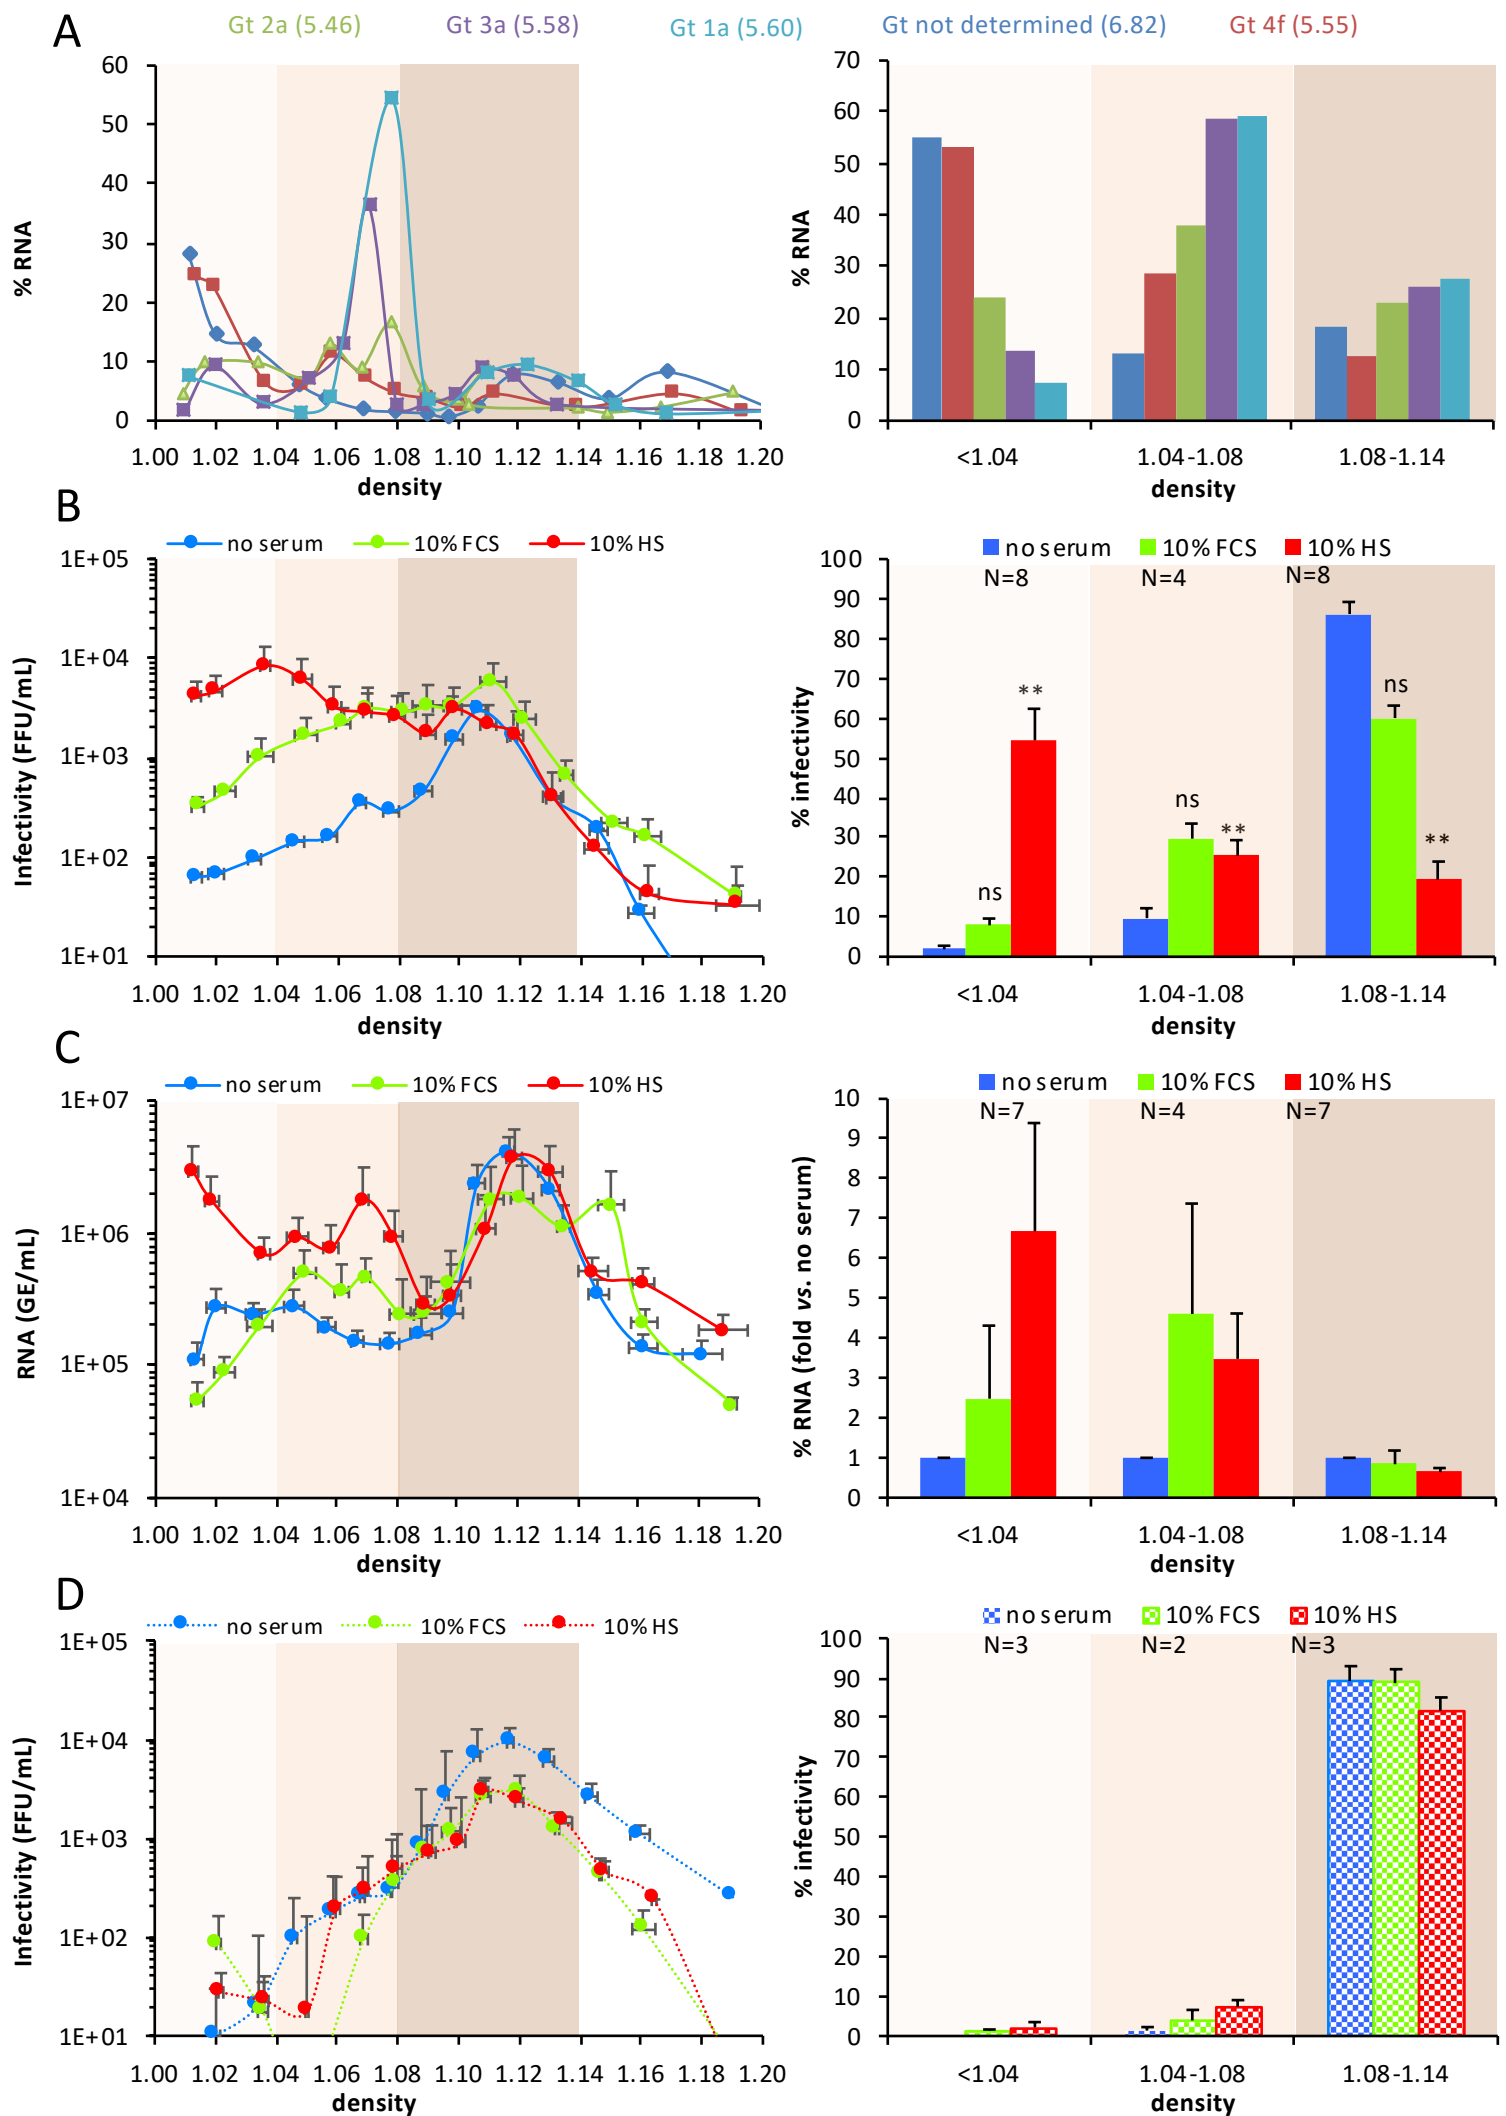 A
Gt 2a (5.46) Gt 3a (5.58) Gt 1a (5.60) Gt not determined (6.82) Gt 4f (5.55)
60
50
40
30
20
10
0
% RNA
1.00 1.02 1.04 1.06 1.08 1.10 1.12 1.14 1.16 1.18 1.20
density
70
60
50
40
30
20
10
0
% RNA
<1.04 1.04-1.08 1.08-1.14
density
B
no serum 10% FCS 10% HS
1E+05
1E+04
1E+03
1E+02
1E+01
Infectivity (FFU/mL)
1.00 1.02 1.04 1.06 1.08 1.10 1.12 1.14 1.16 1.18 1.20
density
no serum 10% FCS 10% HS
N=8 N=4 N=8
100
90
80
70
60
50
40
30
20
10
0
% infectivity
ns ** ns ** ns **
<1.04 1.04-1.08 1.08-1.14
density
C
no serum 10% FCS 10% HS
1E+07
1E+06
1E+05
1E+04
RNA (GE/mL)
1.00 1.02 1.04 1.06 1.08 1.10 1.12 1.14 1.16 1.18 1.20
density
no serum 10% FCS 10% HS
N=7 N=4 N=7
10
9
8
7
6
5
4
3
2
1
0
% RNA (fold vs. no serum)
<1.04 1.04-1.08 1.08-1.14
density
D
no serum 10% FCS 10% HS
1E+05
1E+04
1E+03
1E+02
1E+01
Infectivity (FFU/mL)
1.00 1.02 1.04 1.06 1.08 1.10 1.12 1.14 1.16 1.18 1.20
density
no serum 10% FCS 10% HS
N=3 N=2 N=3
100
90
80
70
60
50
40
30
20
10
0
% infectivity
<1.04 1.04-1.08 1.08-1.14
density